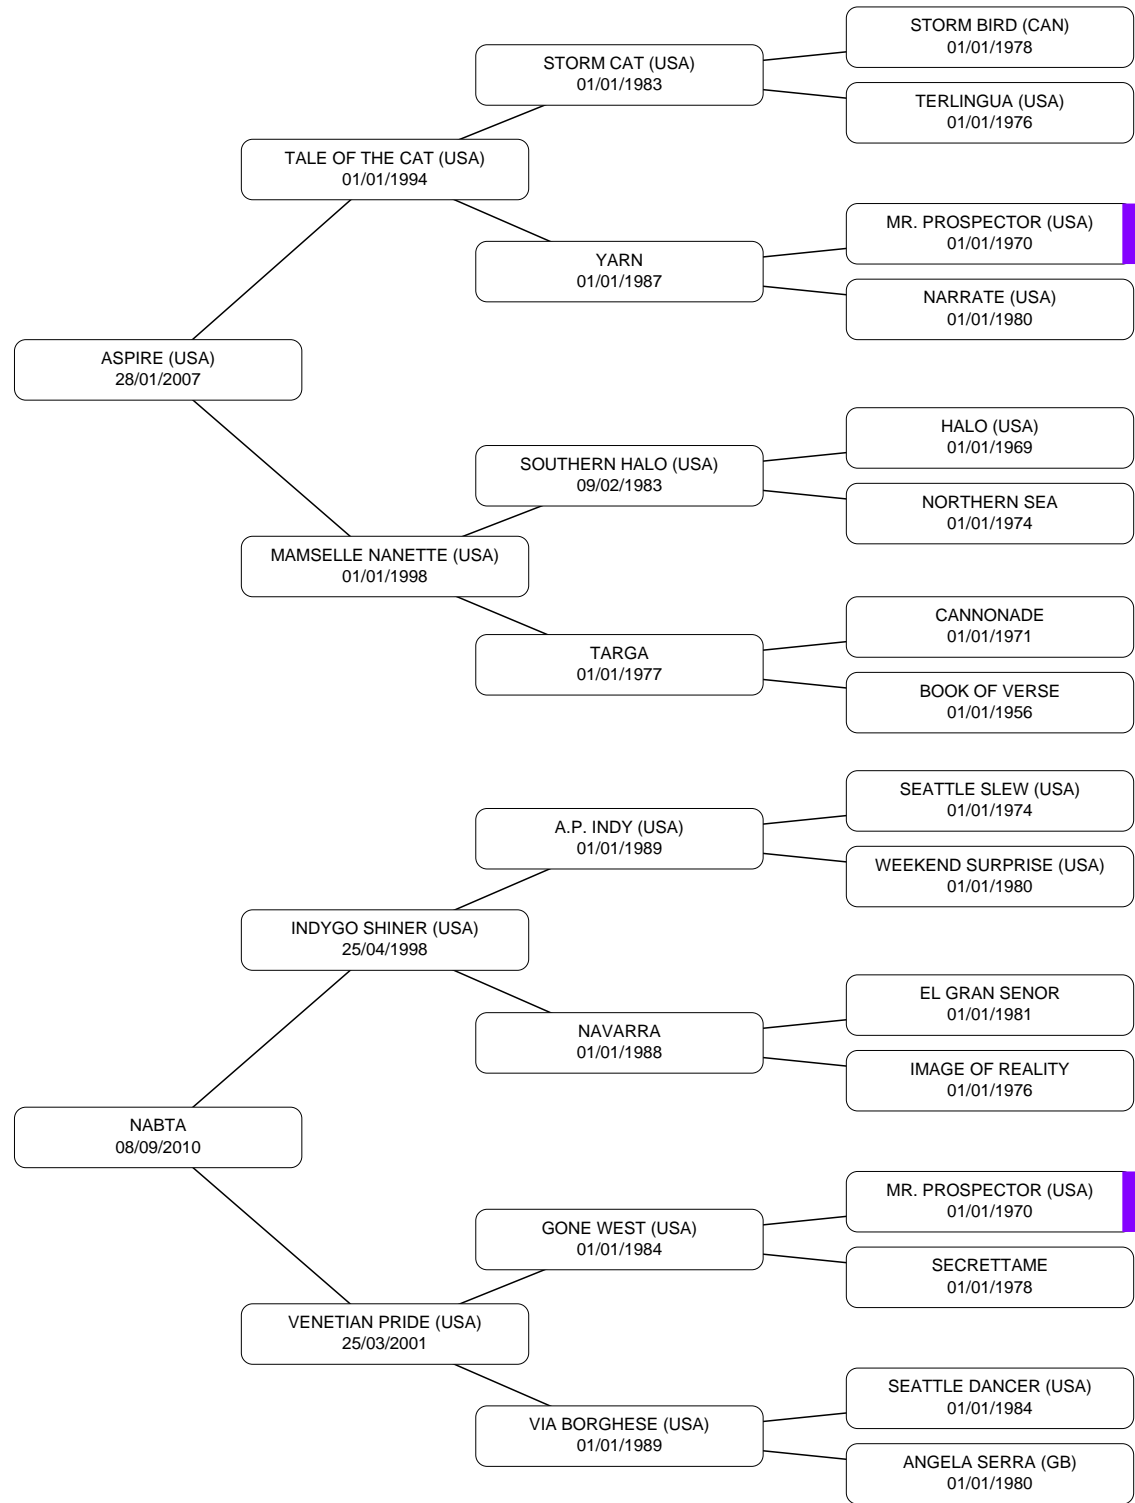 STORM BIRD (CAN)
01/01/1978
STORM CAT (USA)
01/01/1983
TERLINGUA (USA)
01/01/1976
TALE OF THE CAT (USA)
01/01/1994
MR. PROSPECTOR (USA)
01/01/1970
YARN
01/01/1987
NARRATE (USA)
01/01/1980
ASPIRE (USA)
28/01/2007
HALO (USA)
01/01/1969
SOUTHERN HALO (USA)
09/02/1983
NORTHERN SEA
01/01/1974
MAMSELLE NANETTE (USA)
01/01/1998
CANNONADE
01/01/1971
TARGA
01/01/1977
BOOK OF VERSE
01/01/1956
SEATTLE SLEW (USA)
01/01/1974
A.P. INDY (USA)
01/01/1989
WEEKEND SURPRISE (USA)
01/01/1980
INDYGO SHINER (USA)
25/04/1998
EL GRAN SENOR
01/01/1981
NAVARRA
01/01/1988
IMAGE OF REALITY
01/01/1976
NABTA
08/09/2010
MR. PROSPECTOR (USA)
01/01/1970
GONE WEST (USA)
01/01/1984
SECRETTAME
01/01/1978
VENETIAN PRIDE (USA)
25/03/2001
SEATTLE DANCER (USA)
01/01/1984
VIA BORGHESE (USA)
01/01/1989
ANGELA SERRA (GB)
01/01/1980